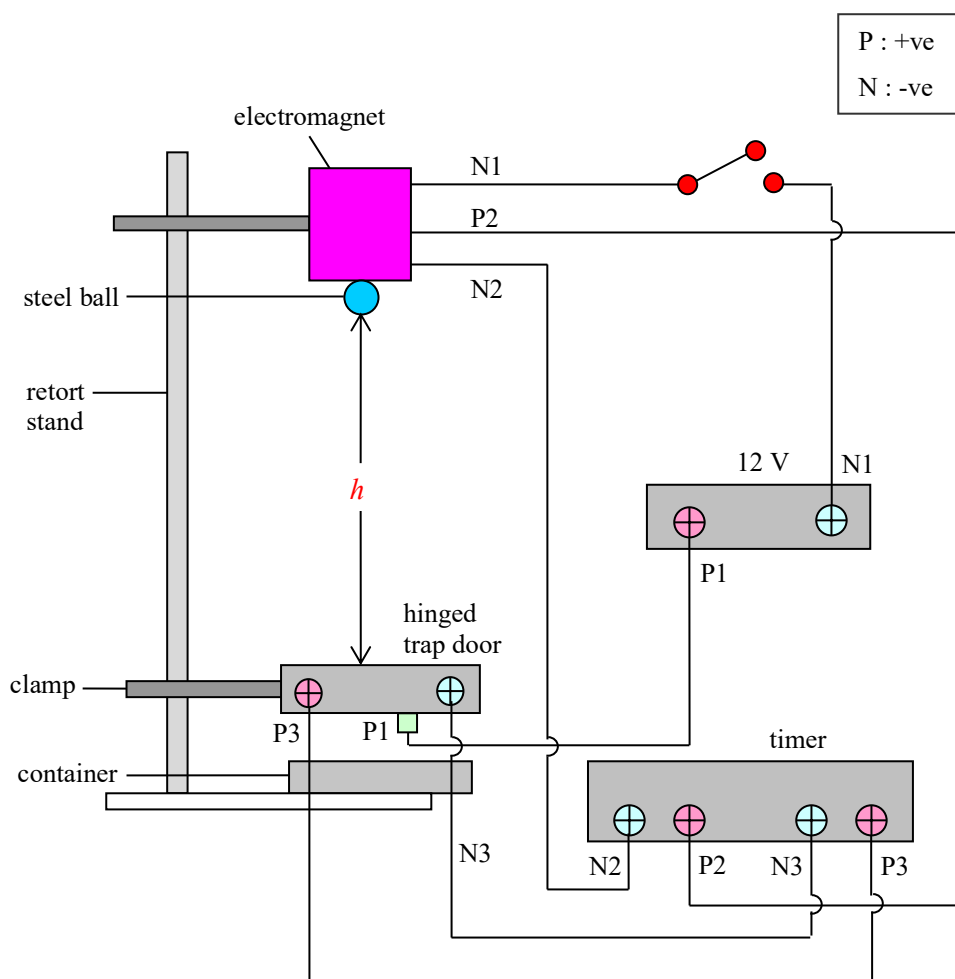 P : +ve
N : -ve
electromagnet
N1
P2
steel ball
N2
retort
stand
12 V
N1
h
P1
hinged
trap door
clamp
P3
P1
timer
container
N3
N2
P2
N3
P3